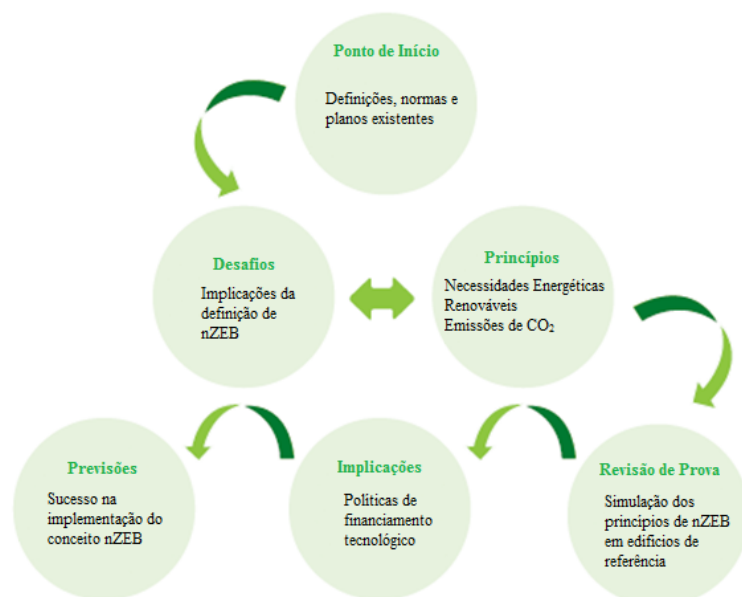 Ponto de Início
Definições, normas e
planos existentes
Desafios
Implicações da
definição de
nZEB
Princípios
Necessidades Energéticas
Renováveis
Emissões de CO₂
Previsões
Sucesso na
implementação do
conceito nZEB
Implicações
Políticas de
financiamento
tecnológico
Revisão de Prova
Simulação dos
princípios de nZEB
em edifícios de
referência